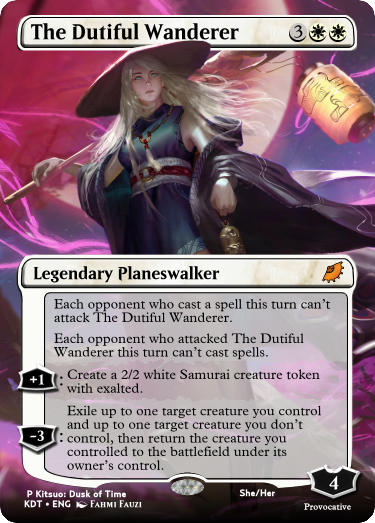 The Dutiful Wanderer 3
Legendary Planeswalker
Each opponent who cast a spell this turn can't
attack The Dutiful Wanderer.
Each opponent who attacked The Dutiful
Wanderer this turn can't cast spells.
+1: Create a 2/2 white Samurai creature token
with exalted.
Exile up to one target creature you control
and up to one target creature you don't
-3: control, then return the creature you
controlled to the battlefield under its
owner's control.
4
P Kitsuo: Dusk of Time She/Her
KDT • ENG Fahmi Fauzi Provocative